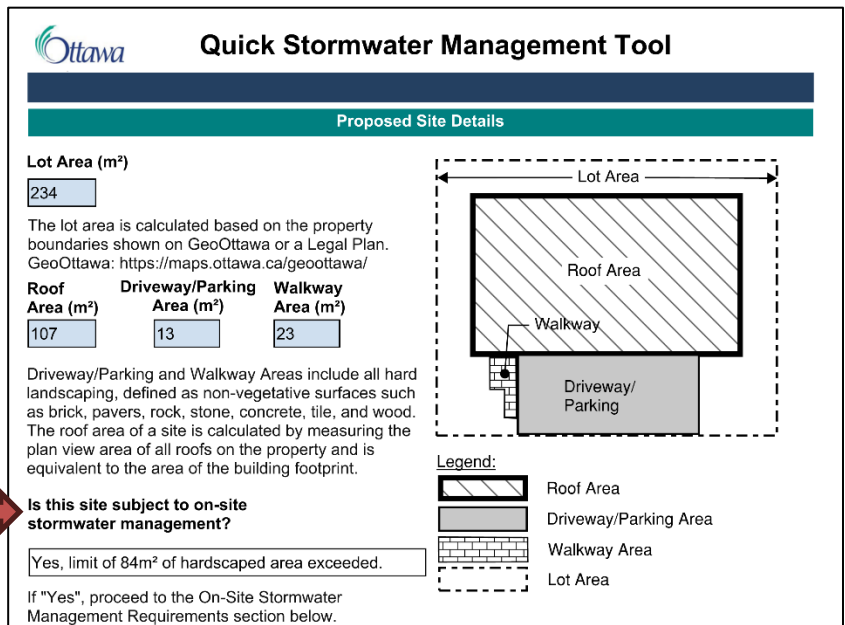 Ottawa
Quick Stormwater Management Tool
Proposed Site Details
Lot Area (m²)
234
The lot area is calculated based on the property
boundaries shown on GeoOttawa or a Legal Plan.
GeoOttawa: https://maps.ottawa.ca/geoottawa/
Roof Driveway/Parking Walkway
Area (m²) Area (m²) Area (m²)
107 13 23
Driveway/Parking and Walkway Areas include all hard
landscaping, defined as non-vegetative surfaces such
as brick, pavers, rock, stone, concrete, tile, and wood.
The roof area of a site is calculated by measuring the
plan view area of all roofs on the property and is
equivalent to the area of the building footprint.
Is this site subject to on-site
stormwater management?
Yes, limit of 84m² of hardscaped area exceeded.
If "Yes", proceed to the On-Site Stormwater
Management Requirements section below.
Lot Area
Roof Area
Walkway
Driveway/
Parking
Legend:
Roof Area
Driveway/Parking Area
Walkway Area
Lot Area